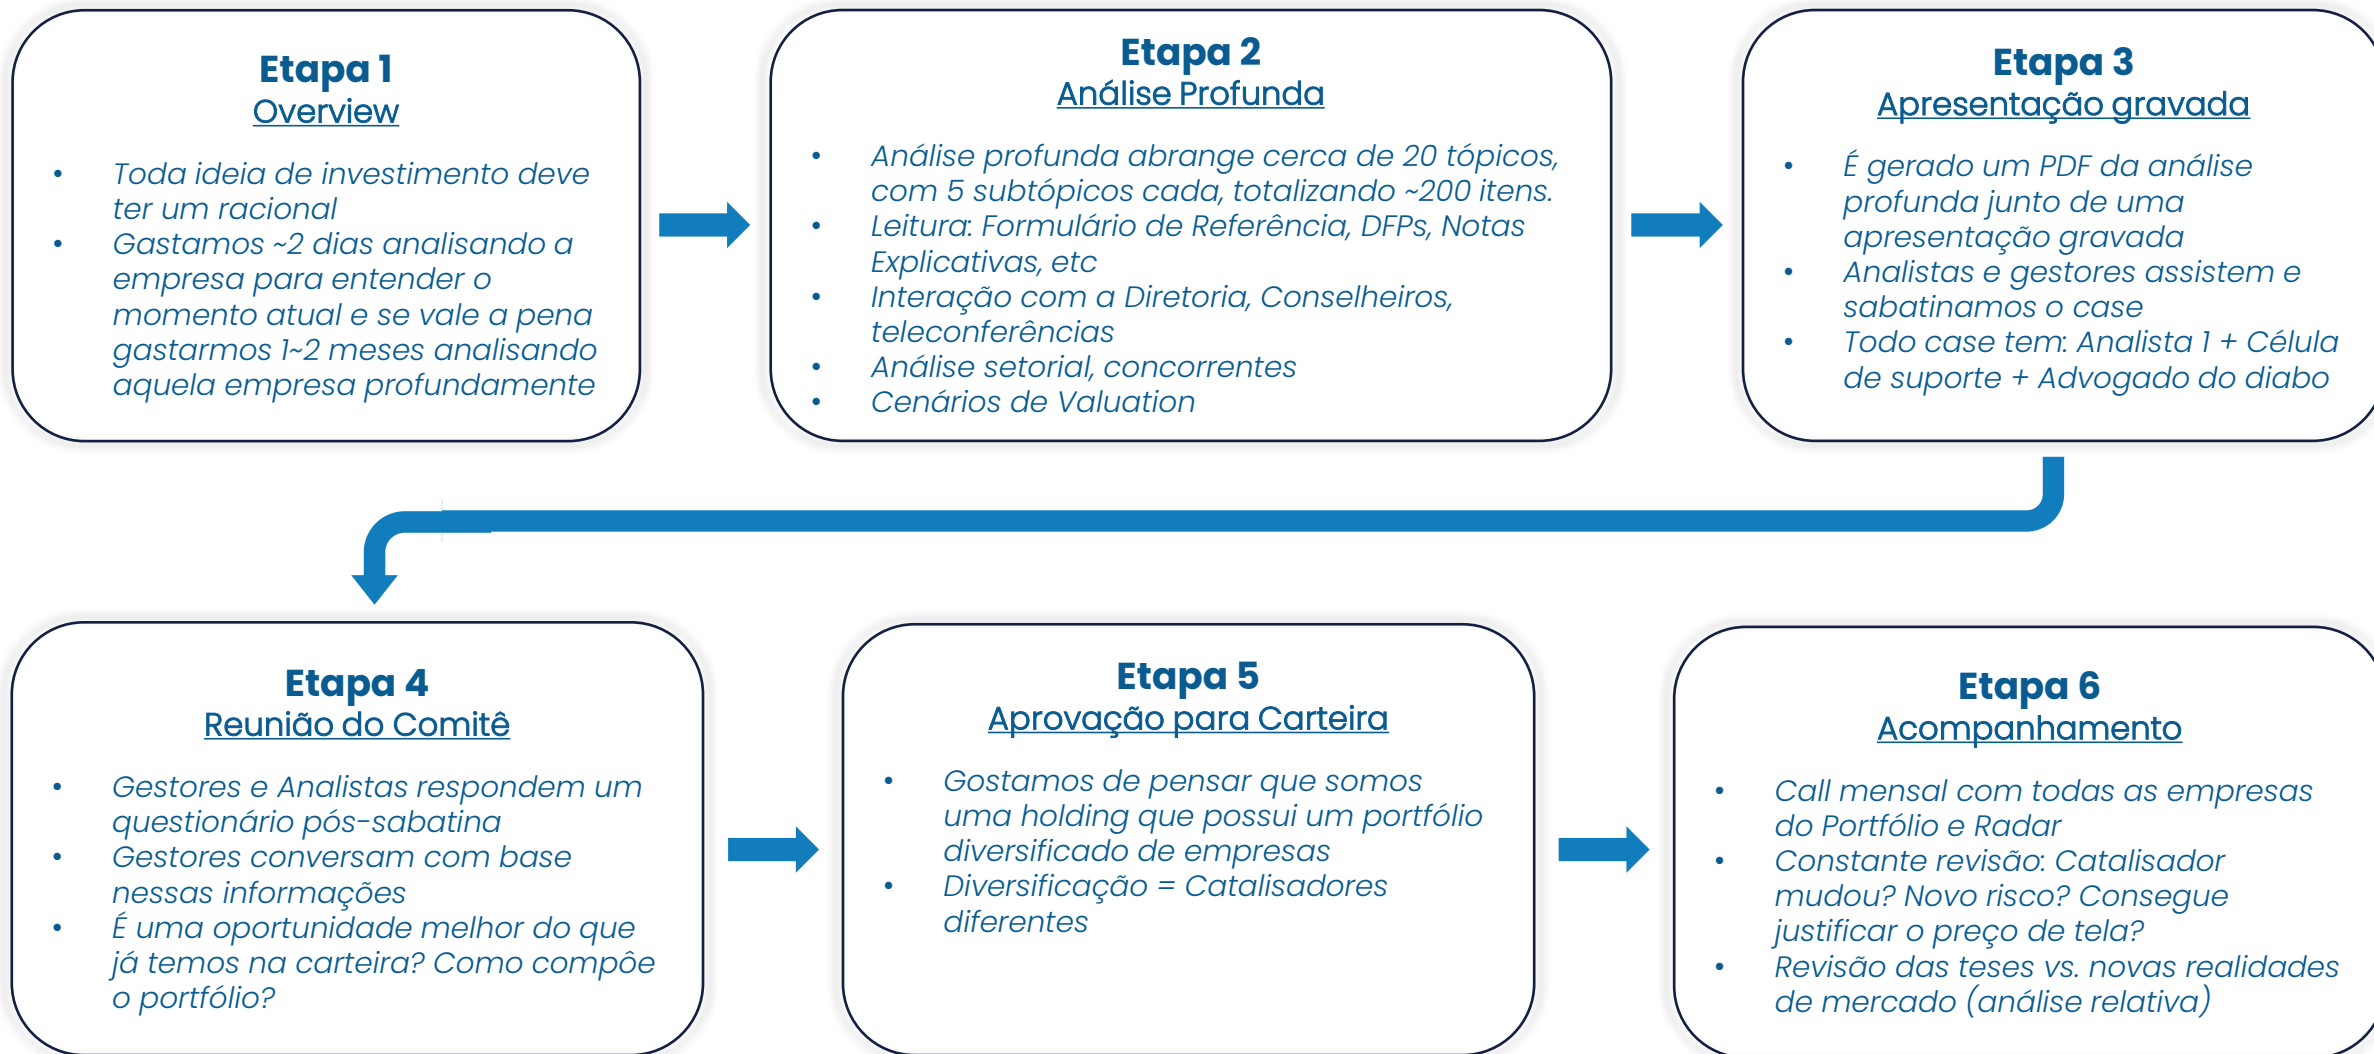 Etapa 1
Overview
• Toda ideia de investimento deve
ter um racional
• Gastamos ~2 dias analisando a
empresa para entender o
momento atual e se vale a pena
gastarmos 1~2 meses analisando
aquela empresa profundamente
Etapa 2
Análise Profunda
• Análise profunda abrange cerca de 20 tópicos,
com 5 subtópicos cada, totalizando ~200 itens.
• Leitura: Formulário de Referência, DFPs, Notas
Explicativas, etc
• Interação com a Diretoria, Conselheiros,
teleconferências
• Análise setorial, concorrentes
• Cenários de Valuation
Etapa 3
Apresentação gravada
• É gerado um PDF da análise
profunda junto de uma
apresentação gravada
• Analistas e gestores assistem e
sabatinamos o case
• Todo case tem: Analista 1 + Célula
de suporte + Advogado do diabo
Etapa 4
Reunião do Comitê
• Gestores e Analistas respondem um
questionário pós-sabatina
• Gestores conversam com base
nessas informações
• É uma oportunidade melhor do que
já temos na carteira? Como compôe
o portfólio?
Etapa 5
Aprovação para Carteira
• Gostamos de pensar que somos
uma holding que possui um portfólio
diversificado de empresas
• Diversificação = Catalisadores
diferentes
Etapa 6
Acompanhamento
• Call mensal com todas as empresas
do Portfólio e Radar
• Constante revisão: Catalisador
mudou? Novo risco? Consegue
justificar o preço de tela?
• Revisão das teses vs. novas realidades
de mercado (análise relativa)